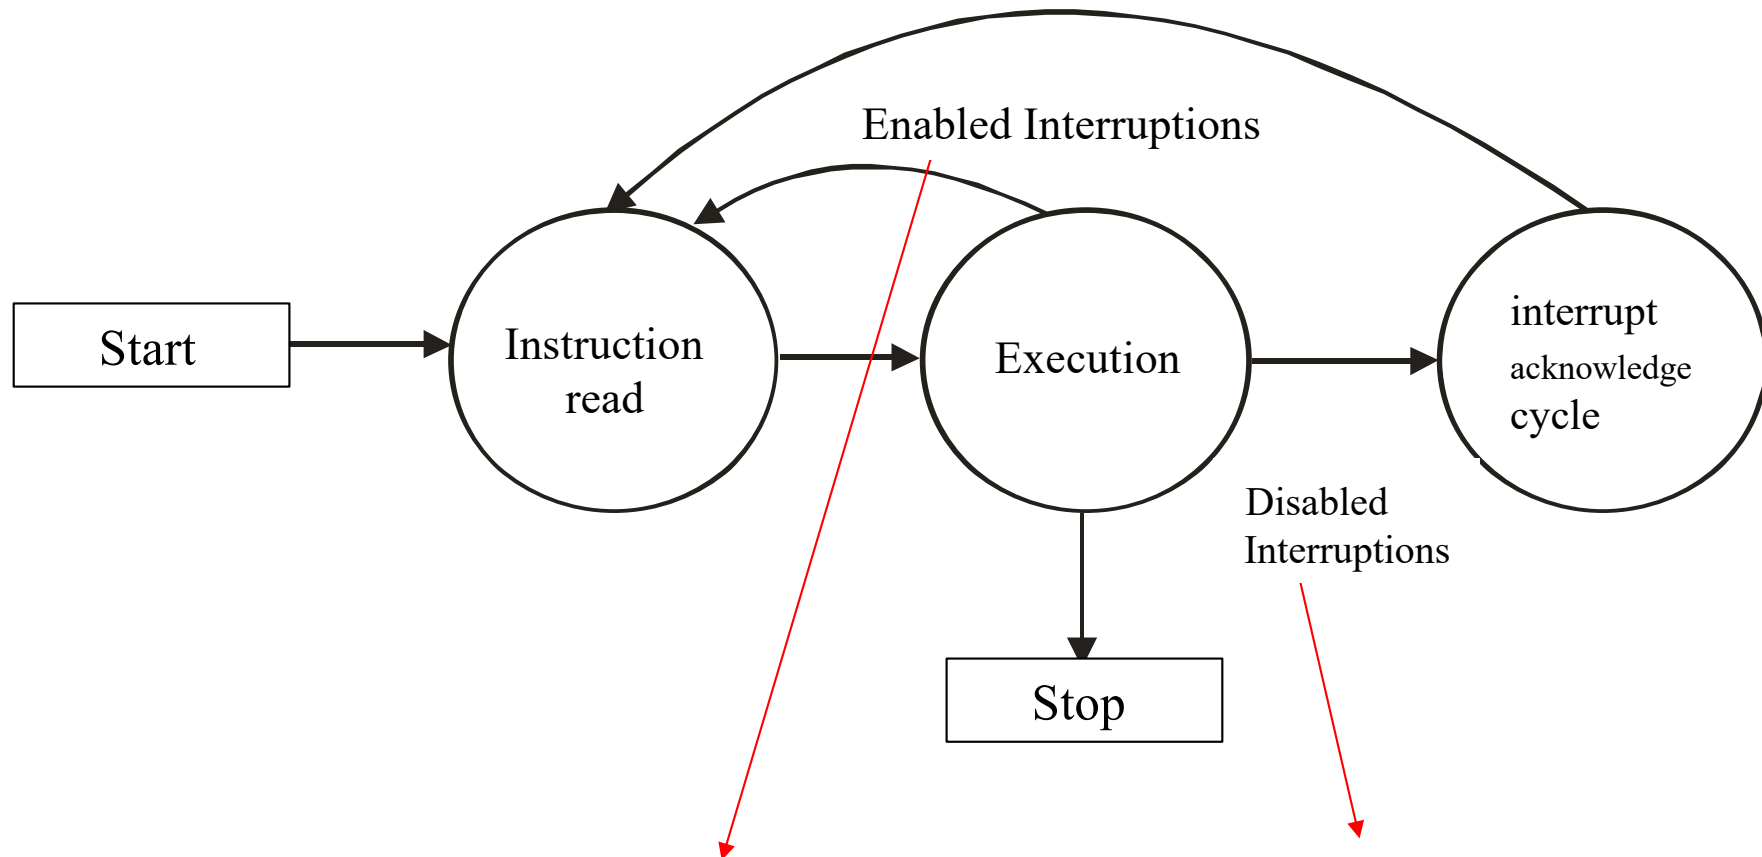 Enabled Interruptions
Start
Instruction
read
Execution
interrupt
acknowledge
cycle
Disabled
Interruptions
Stop